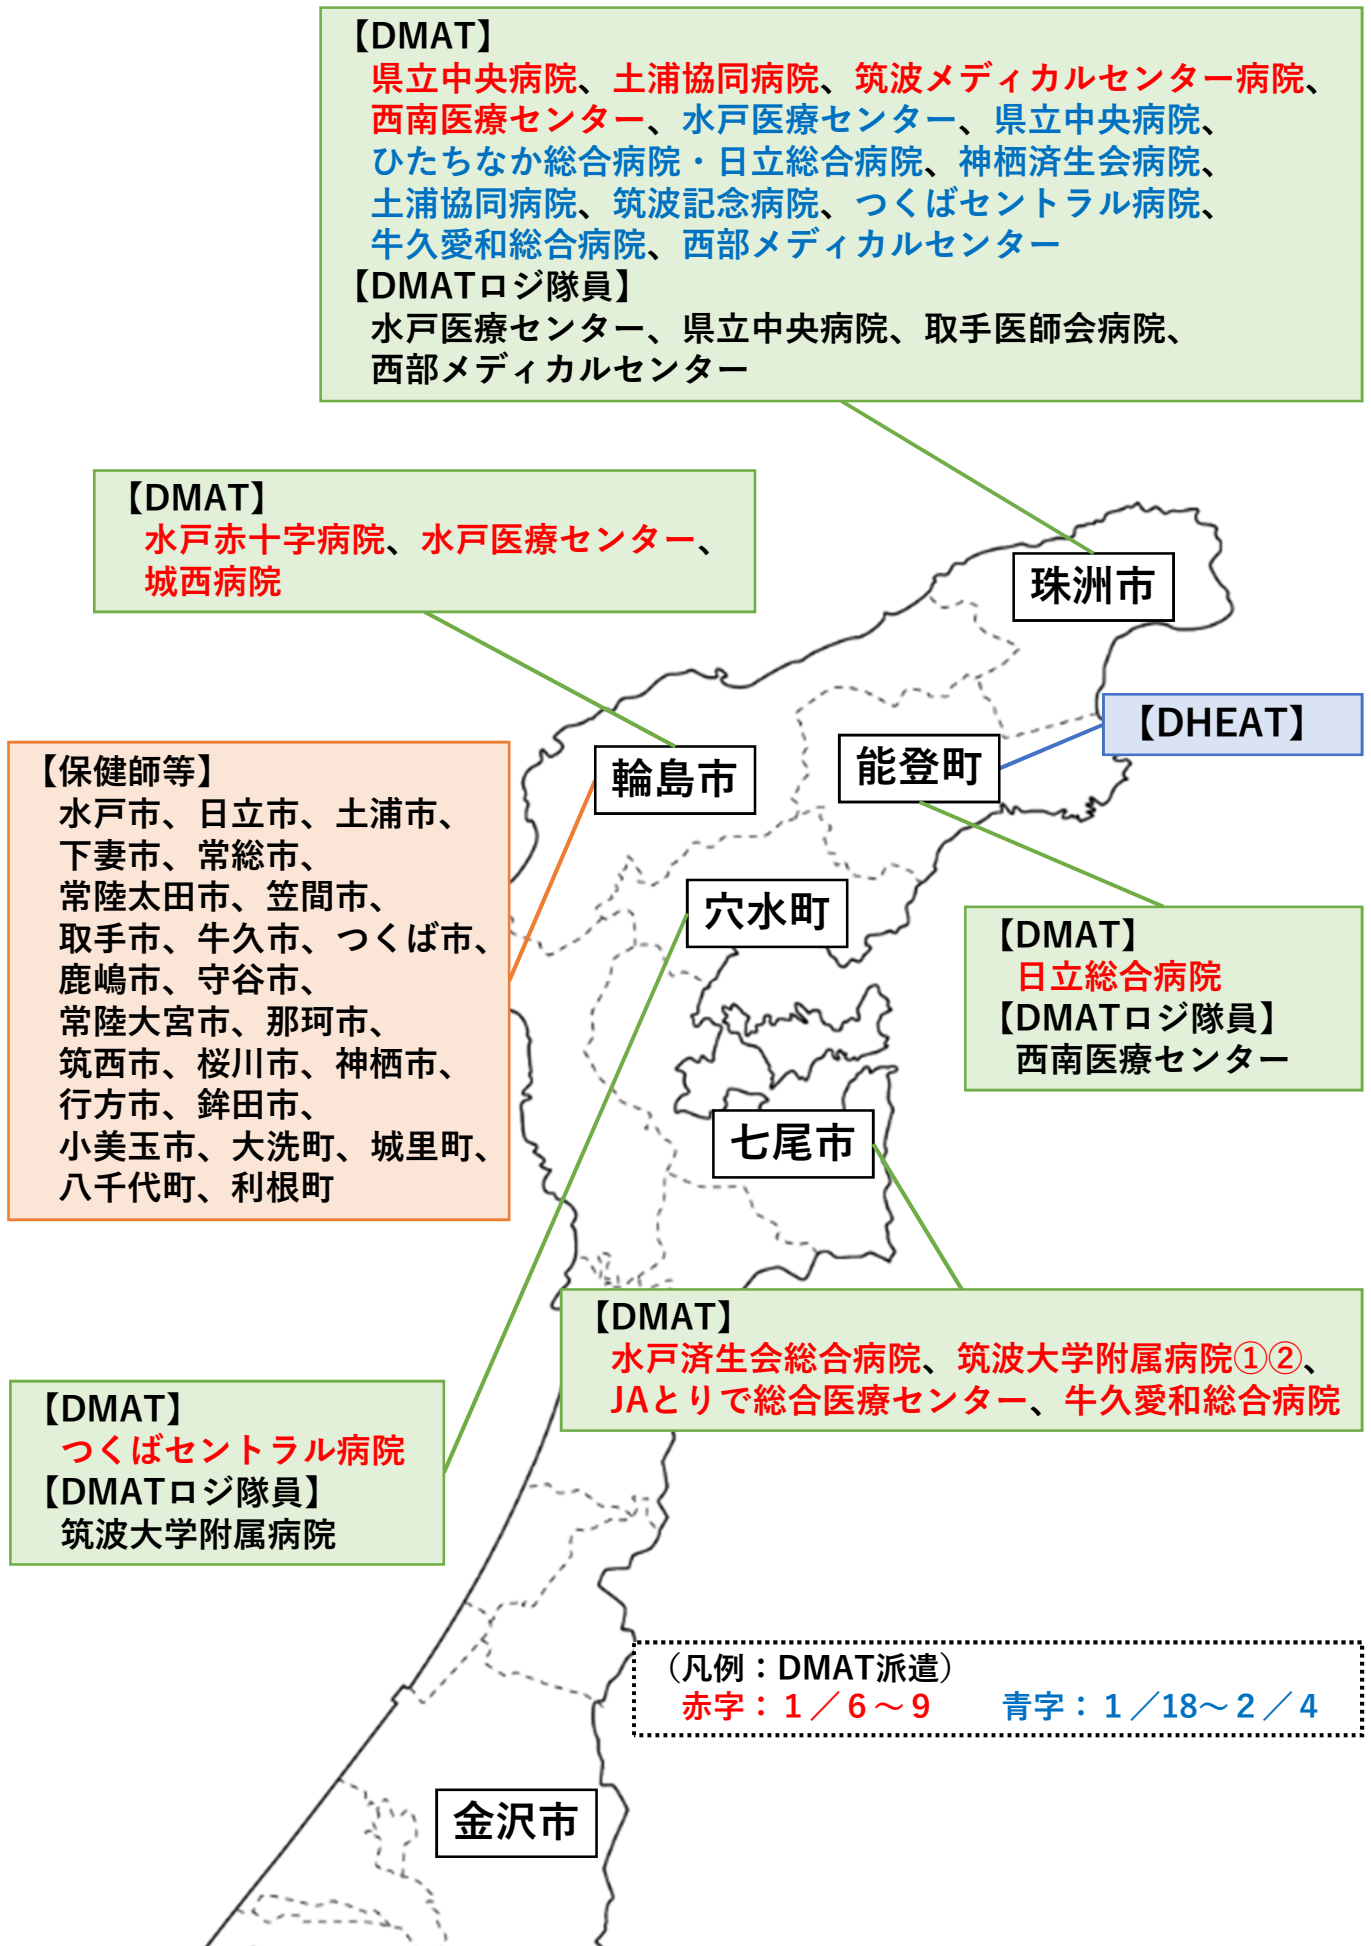 【DMAT】
県立中央病院、土浦協同病院、筑波メディカルセンター病院、
西南医療センター、水戸医療センター、県立中央病院、
ひたちなか総合病院・日立総合病院、神栖済生会病院、
土浦協同病院、筑波記念病院、つくばセントラル病院、
牛久愛和総合病院、西部メディカルセンター
【DMATロジ隊員】
水戸医療センター、県立中央病院、取手医師会病院、
西部メディカルセンター
【DMAT】
水戸赤十字病院、水戸医療センター、
城西病院
珠洲市
【DHEAT】
輪島市
能登町
【保健師等】
水戸市、日立市、土浦市、
下妻市、常総市、
常陸太田市、笠間市、
取手市、牛久市、つくば市、
鹿嶋市、守谷市、
常陸大宮市、那珂市、
筑西市、桜川市、神栖市、
行方市、鉾田市、
小美玉市、大洗町、城里町、
八千代町、利根町
穴水町
【DMAT】
日立総合病院
【DMATロジ隊員】
西南医療センター
七尾市
【DMAT】
水戸済生会総合病院、筑波大学附属病院①②、
JAとりで総合医療センター、牛久愛和総合病院
【DMAT】
つくばセントラル病院
【DMATロジ隊員】
筑波大学附属病院
（凡例：DMAT派遣）
赤字：１／６～９　　青字：１／18～２／４
金沢市